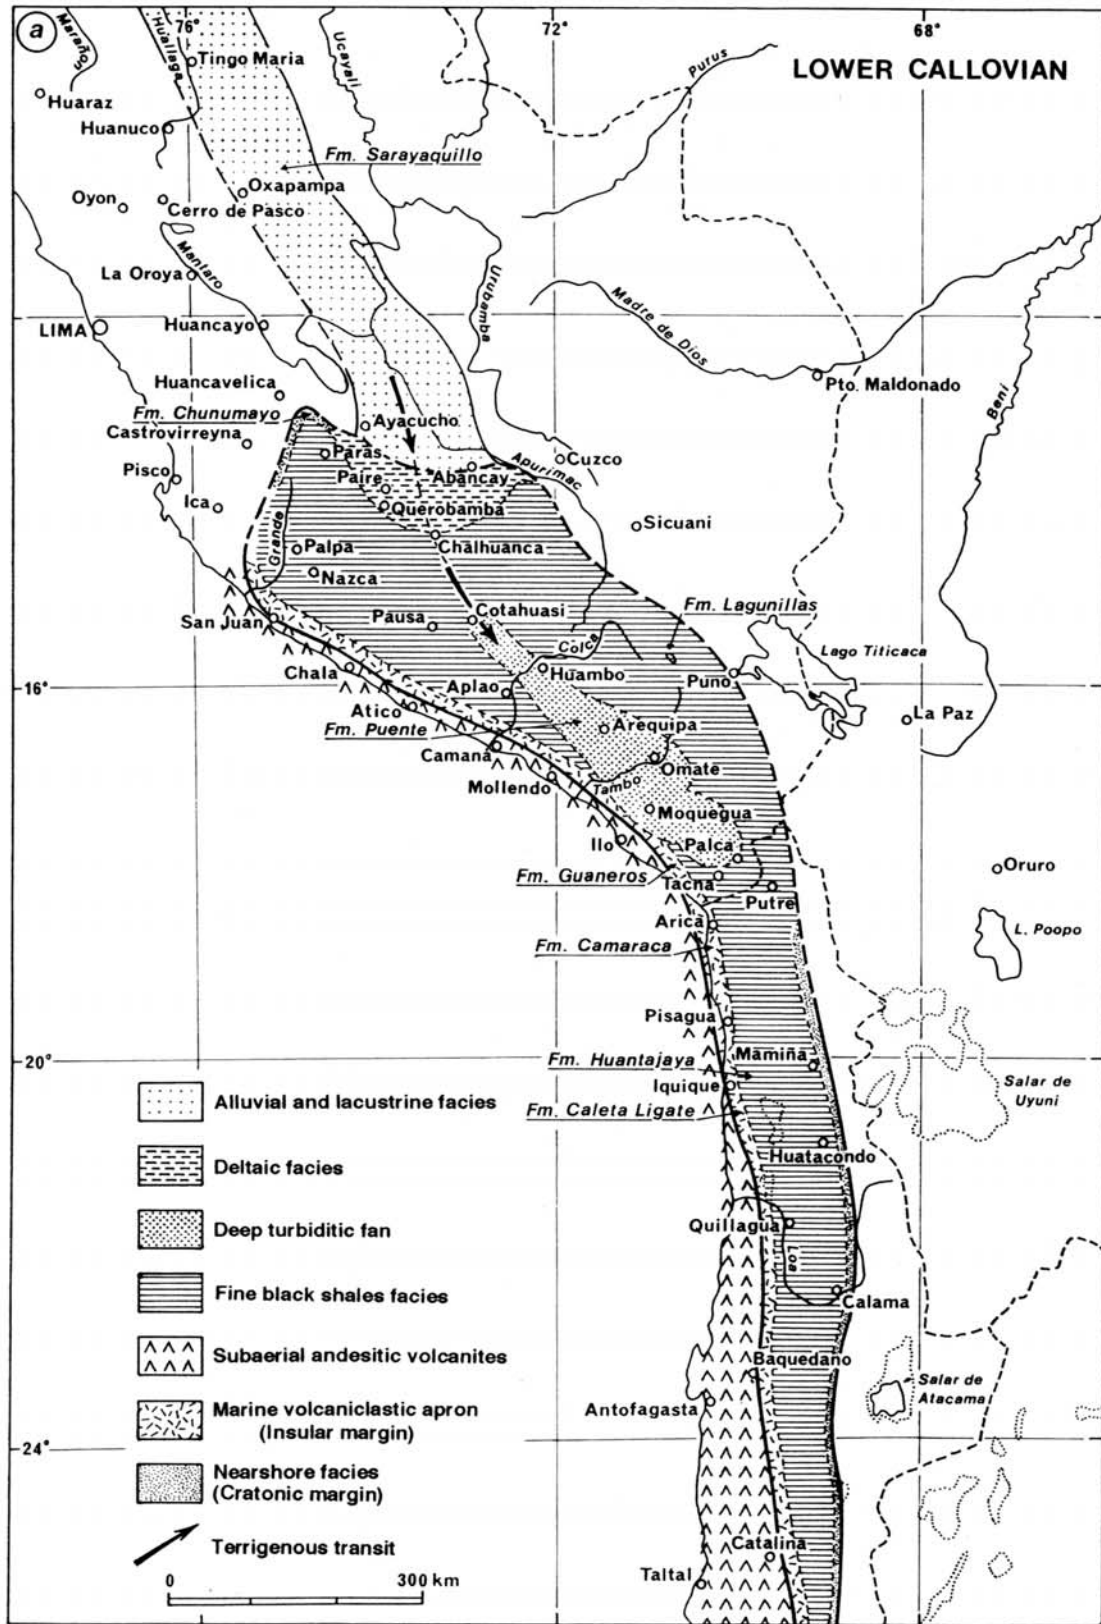 a
76°
72°
68°
LOWER CALLOVIAN
Marañon
Huallaga
Tingo Maria
Ucayali
Purus
Huaraz
Huanuco
Fm. Sarayaquillo
Oxapampa
Oyon
Cerro de Pasco
Mantaro
La Oroya
Urubamba
Madre de Dios
LIMA
Huancayo
Pto. Maldonado
Beni
Huancavelica
Fm. Chunumayo
Ayacucho
Castrovirreyna
Paras
Apurimac
Cuzco
Pisco
Paire
Abancay
Ica
Querobamba
Sicuani
Grande
Palpa
Chalhuanca
Nazca
San Juan
Pausa
Cotahuasi
Fm. Lagunillas
Colca
Lago Titicaca
Chala
Huambo
Puno
16°
Aplao
Atico
Arequipa
La Paz
Fm. Puente
Camaná
Omate
Mollendo
Tambo
Moquegua
Ilo
Palca
Fm. Guaneros
Tacna
Putre
Oruro
Arica
L. Poopo
Fm. Camaraca
Pisagua
20°
Fm. Huantajaya
Mamiña
Iquique
Salar de
Uyuni
Fm. Caleta Ligate
Huatacondo
Quillagua
Loa
Calama
Baquedano
Salar de
Atacama
Antofagasta
24°
Catalina
Taltal
Alluvial and lacustrine facies
Deltaic facies
Deep turbiditic fan
Fine black shales facies
Subaerial andesitic volcanites
Marine volcaniclastic apron
(Insular margin)
Nearshore facies
(Cratonic margin)
Terrigenous transit
0
300 km